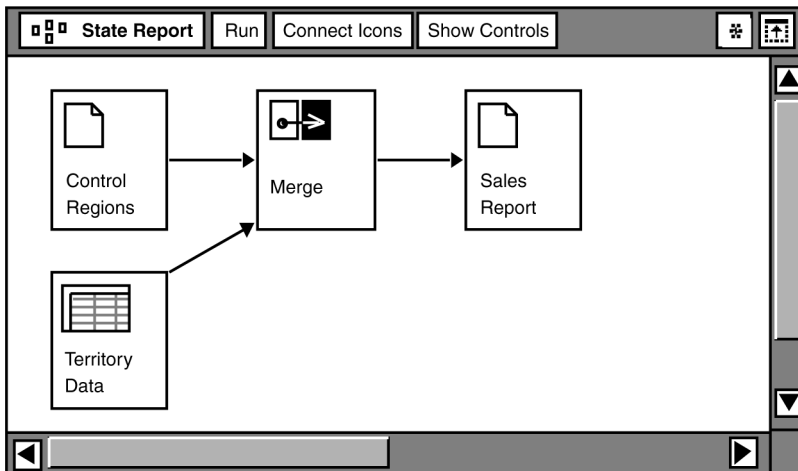 State Report
Run
Connect Icons
Show Controls
Control
Regions
Merge
Sales
Report
Territory
Data